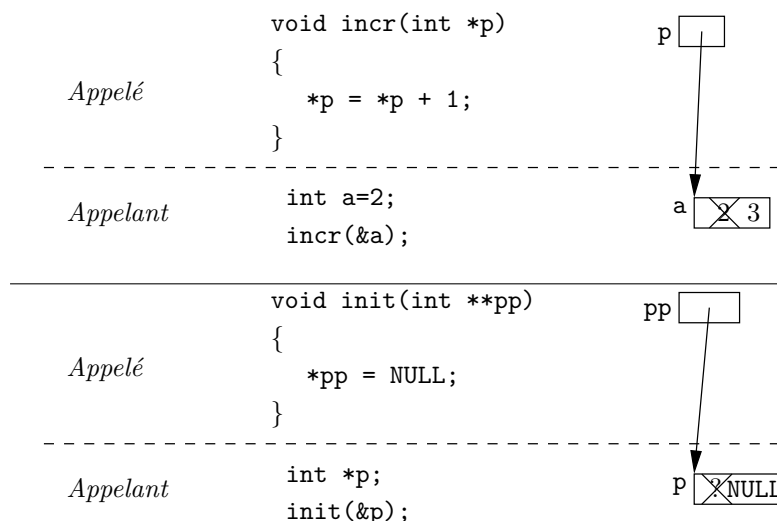 void incr(int *p)
p
{
Appelé
*p = *p + 1;
}
Appelant
int a=2;
a 2 3
incr(&a);
void init(int **pp)
pp
{
Appelé
*pp = NULL;
}
Appelant
int *p;
p ? NULL
init(&p);